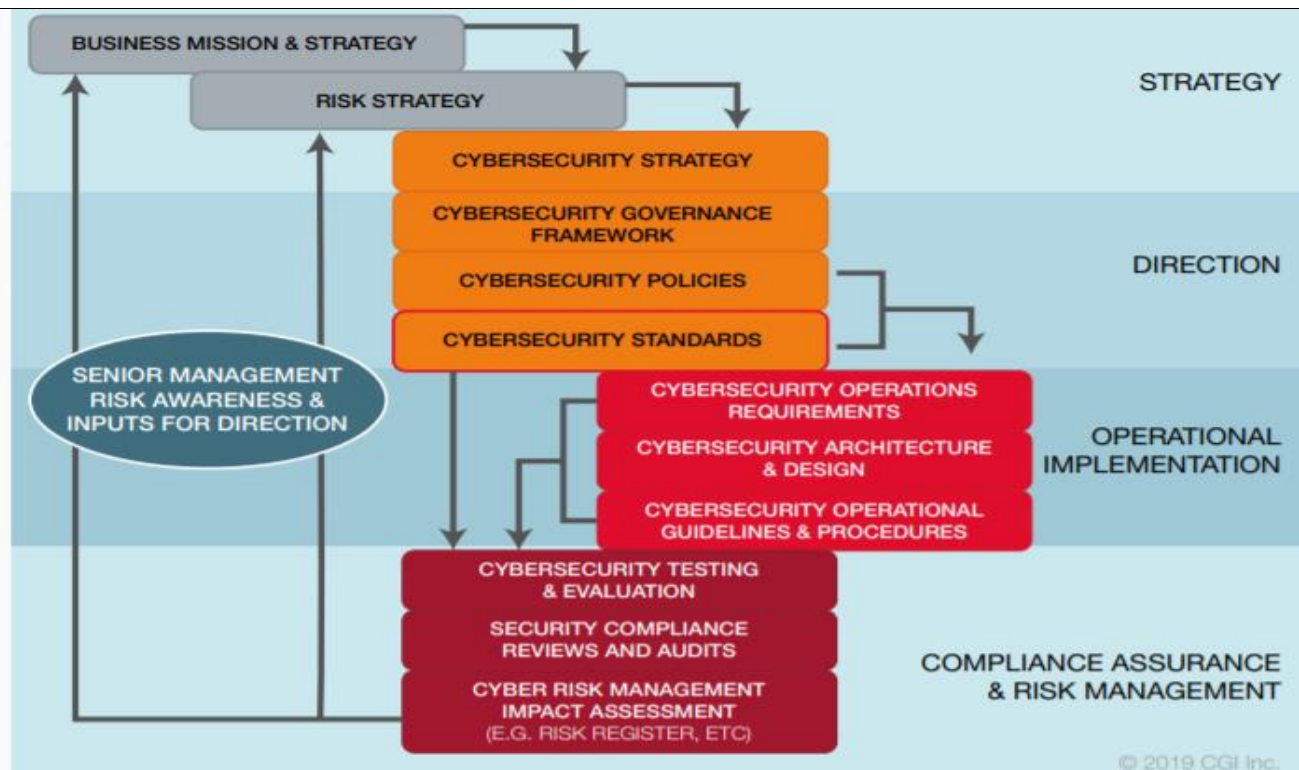 BUSINESS MISSION & STRATEGY
RISK STRATEGY
STRATEGY
CYBERSECURITY STRATEGY
CYBERSECURITY GOVERNANCE
FRAMEWORK
DIRECTION
CYBERSECURITY POLICIES
CYBERSECURITY STANDARDS
SENIOR MANAGEMENT
RISK AWARENESS &
INPUTS FOR DIRECTION
CYBERSECURITY OPERATIONS
REQUIREMENTS
CYBERSECURITY ARCHITECTURE
& DESIGN
CYBERSECURITY OPERATIONAL
GUIDELINES & PROCEDURES
OPERATIONAL
IMPLEMENTATION
CYBERSECURITY TESTING
& EVALUATION
SECURITY COMPLIANCE
REVIEWS AND AUDITS
CYBER RISK MANAGEMENT
IMPACT ASSESSMENT
(E.G. RISK REGISTER, ETC)
COMPLIANCE ASSURANCE
& RISK MANAGEMENT
© 2019 CGI Inc.